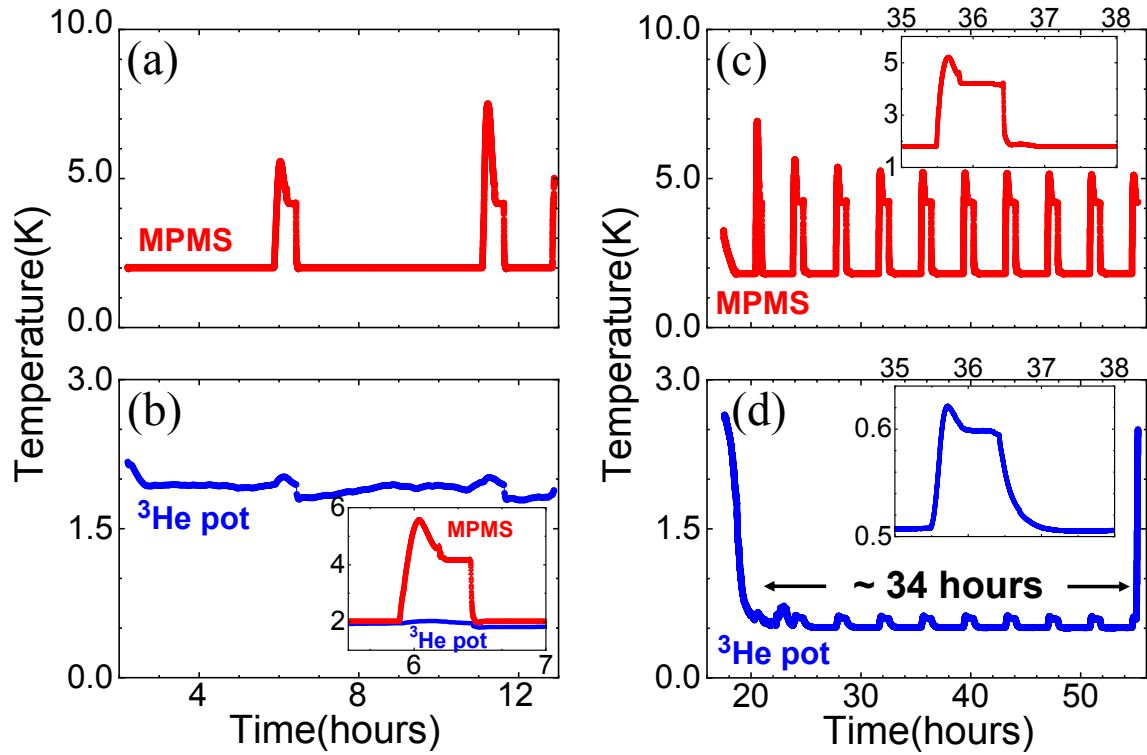 (a)
10.0
5.0
0.0
MPMS
(b)
3.0
1.5
0.0
³He pot
6
4
2
MPMS
³He pot
6 7
4 8 12
Time(hours)
Temperature(K)
(c)
10.0
5.0
0.0
35 36 37 38
5
3
1
MPMS
(d)
3.0
1.5
0.0
35 36 37 38
0.6
0.5
~ 34 hours
³He pot
20 30 40 50
Time(hours)
Temperature(K)